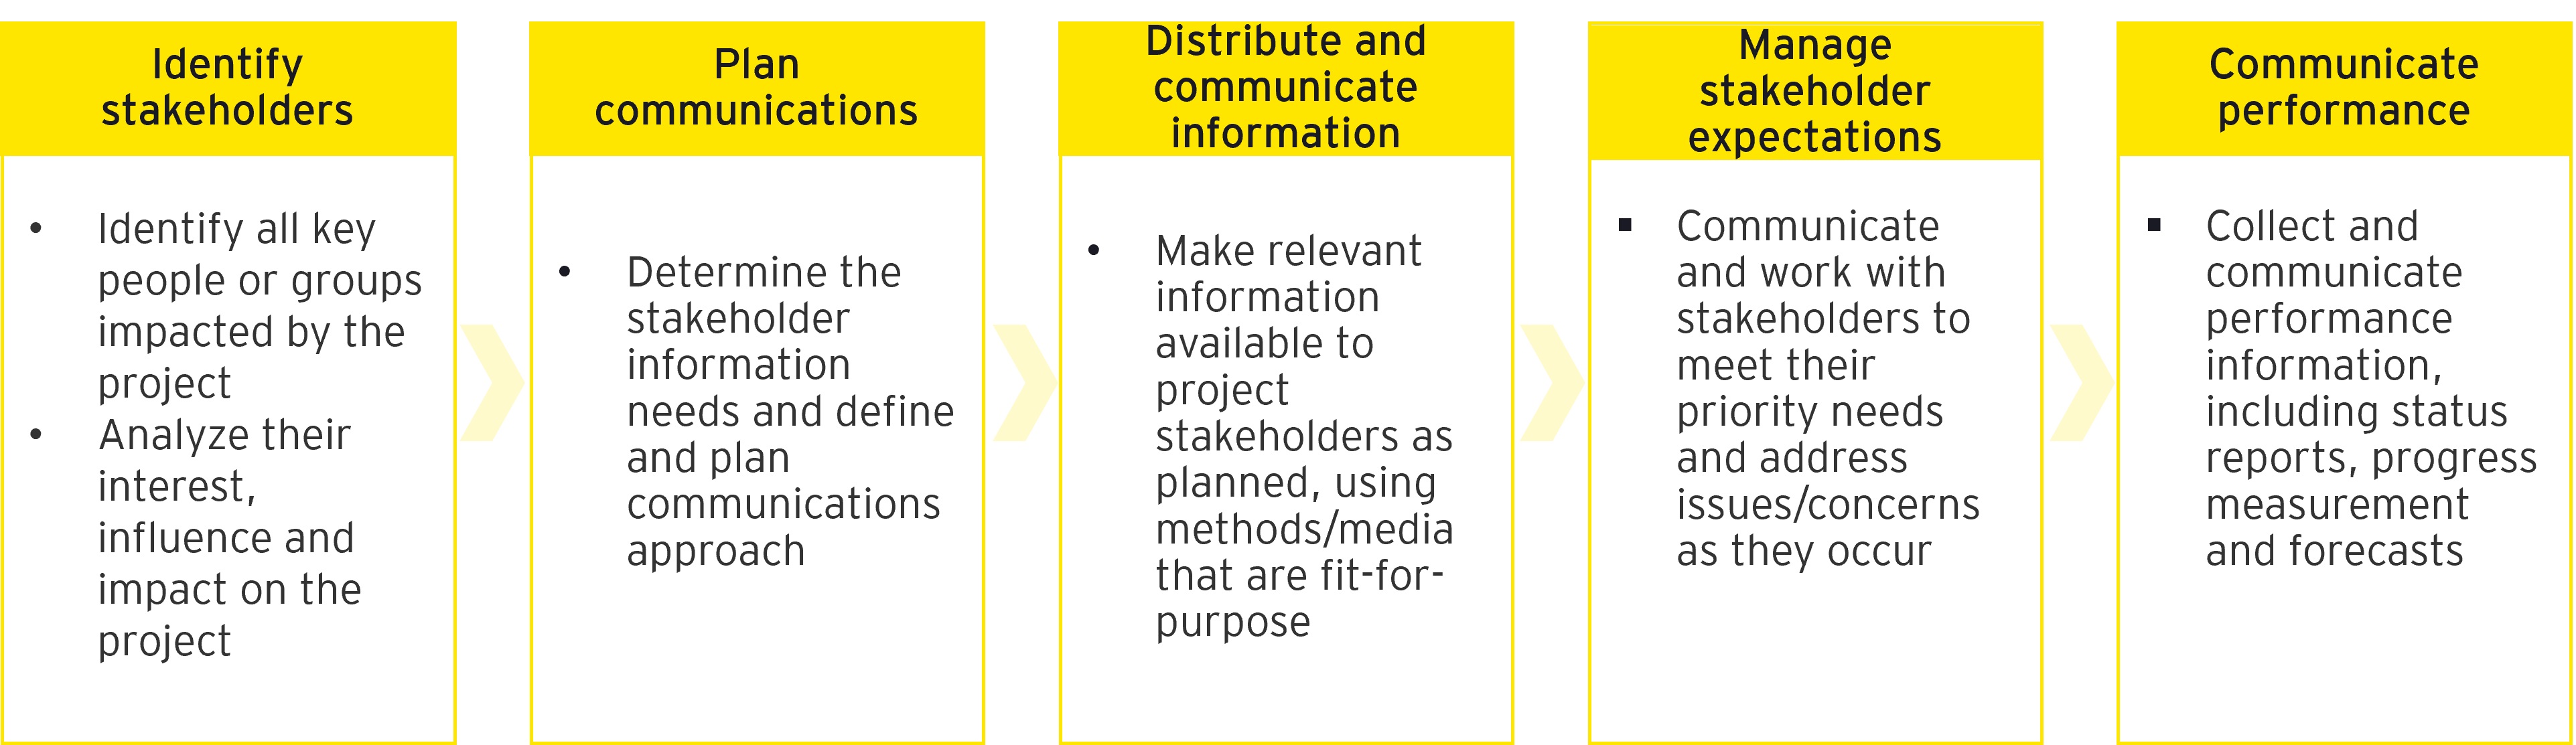 Identify
stakeholders
• Identify all key
people or groups
impacted by the
project
• Analyze their
interest,
influence and
impact on the
project
Plan
communications
• Determine the
stakeholder
information
needs and define
and plan
communications
approach
Distribute and
communicate
information
• Make relevant
information
available to
project
stakeholders as
planned, using
methods/media
that are fit-for-
purpose
Manage
stakeholder
expectations
▪ Communicate
and work with
stakeholders to
meet their
priority needs
and address
issues/concerns
as they occur
Communicate
performance
▪ Collect and
communicate
performance
information,
including status
reports, progress
measurement
and forecasts